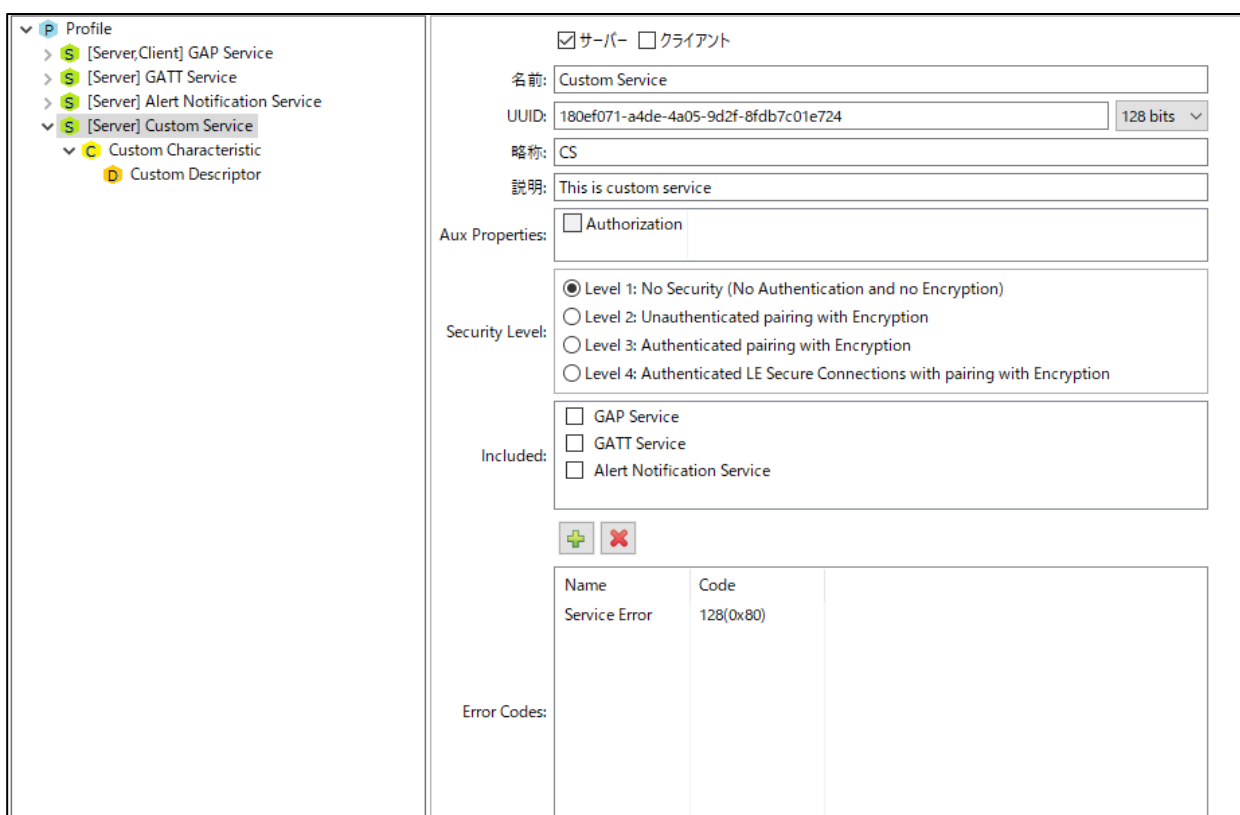 P Profile
S [Server,Client] GAP Service
S [Server] GATT Service
S [Server] Alert Notification Service
S [Server] Custom Service
C Custom Characteristic
D Custom Descriptor
サーバー クライアント
名前: Custom Service
UUID: 180ef071-a4de-4a05-9d2f-8fdb7c01e724 128 bits
略称: CS
説明: This is custom service
Aux Properties: Authorization
Security Level:
Level 1: No Security (No Authentication and no Encryption)
Level 2: Unauthenticated pairing with Encryption
Level 3: Authenticated pairing with Encryption
Level 4: Authenticated LE Secure Connections with pairing with Encryption
Included:
GAP Service
GATT Service
Alert Notification Service
Error Codes:
Name Code
Service Error 128(0x80)